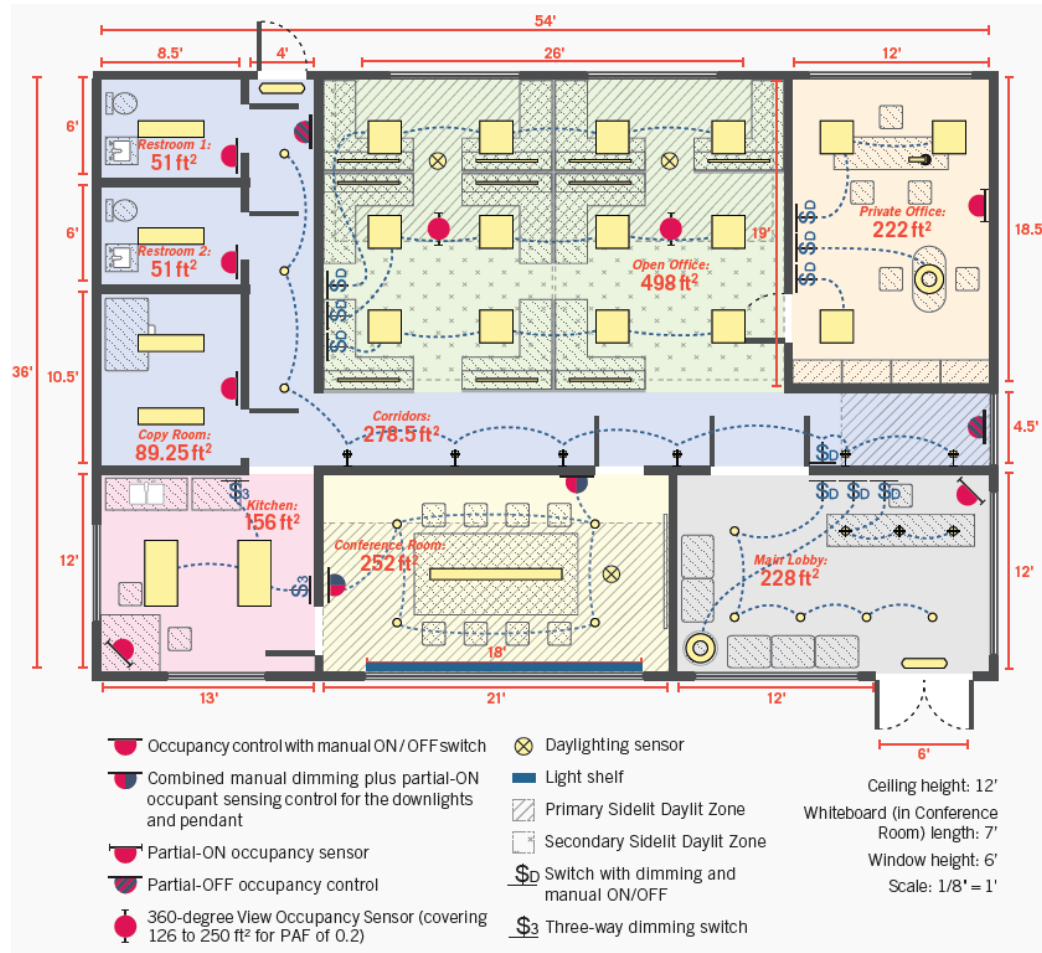 54'
8.5'
4'
26'
12'
6'
Restroom 1:
51 ft²
6'
Restroom 2:
51 ft²
36'
10.5'
Copy Room:
89.25 ft²
$D
$D
$D
Open Office:
498 ft²
19'
$D
$D
$D
Private Office:
222 ft²
18.5
Corridors:
278.5 ft²
$D
4.5'
$3
Kitchen:
156 ft²
$3
12'
Conference Room:
252 ft²
18'
$D
$D
$D
Main Lobby:
228 ft²
12'
13'
21'
12'
6'
Occupancy control with manual ON / OFF switch
Combined manual dimming plus partial-ON
occupant sensing control for the downlights
and pendant
Partial-ON occupancy sensor
Partial-OFF occupancy control
360-degree View Occupancy Sensor (covering
126 to 250 ft² for PAF of 0.2)
Daylighting sensor
Light shelf
Primary Sidelit Daylit Zone
Secondary Sidelit Daylit Zone
$D Switch with dimming and
manual ON/OFF
$3 Three-way dimming switch
Ceiling height: 12'
Whiteboard (in Conference
Room) length: 7'
Window height: 6'
Scale: 1/8" = 1'